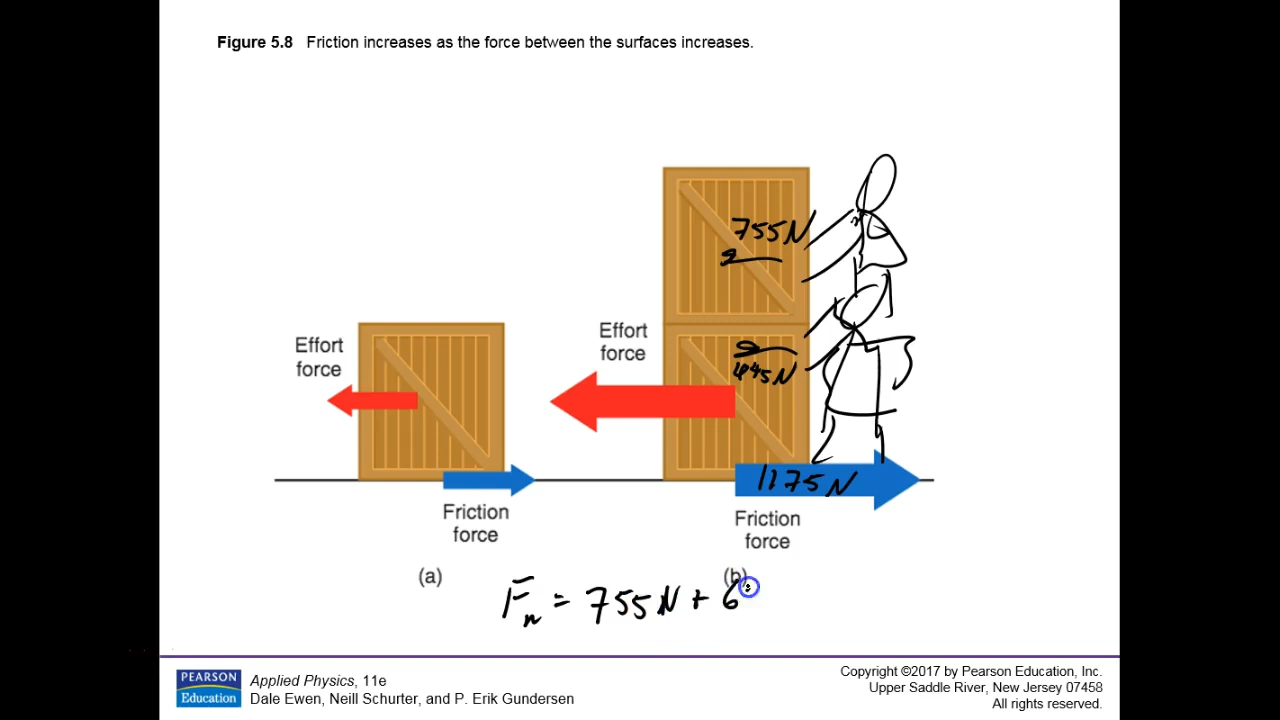 Figure 5.8 Friction increases as the force between the surfaces increases.
755N
Effort
force
Effort
force
1175N
Friction
force
Friction
force
(a)
(b)
Fn = 755N + 6
PEARSON
Education
Applied Physics, 11e
Dale Ewen, Neill Schurter, and P. Erik Gundersen
Copyright ©2017 by Pearson Education, Inc.
Upper Saddle River, New Jersey 07458
All rights reserved.